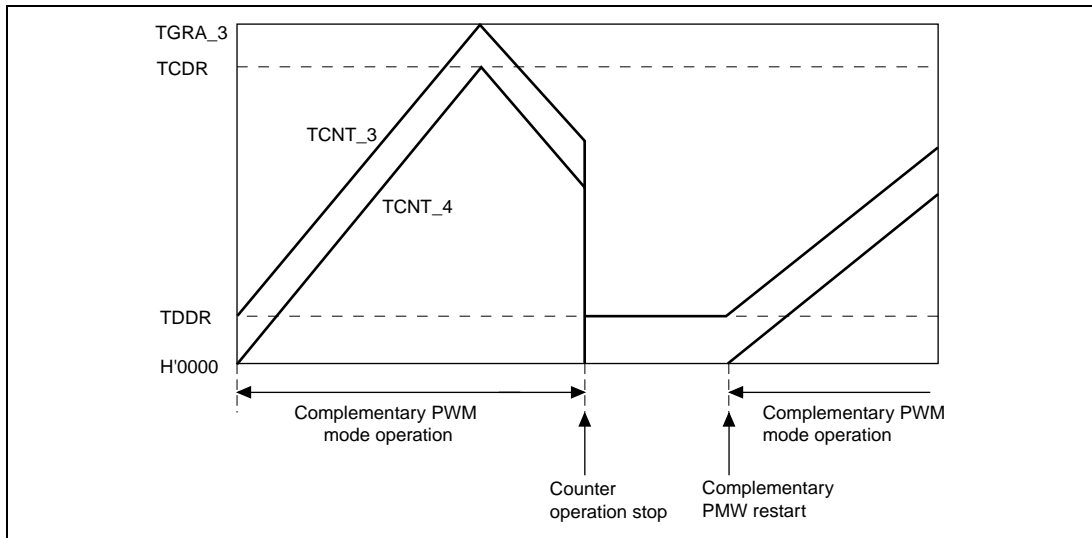 TGRA_3
TCDR
TCNT_3
TCNT_4
TDDR
H'0000
Complementary PWM
mode operation
Complementary PWM
mode operation
Counter
operation stop
Complementary
PMW restart